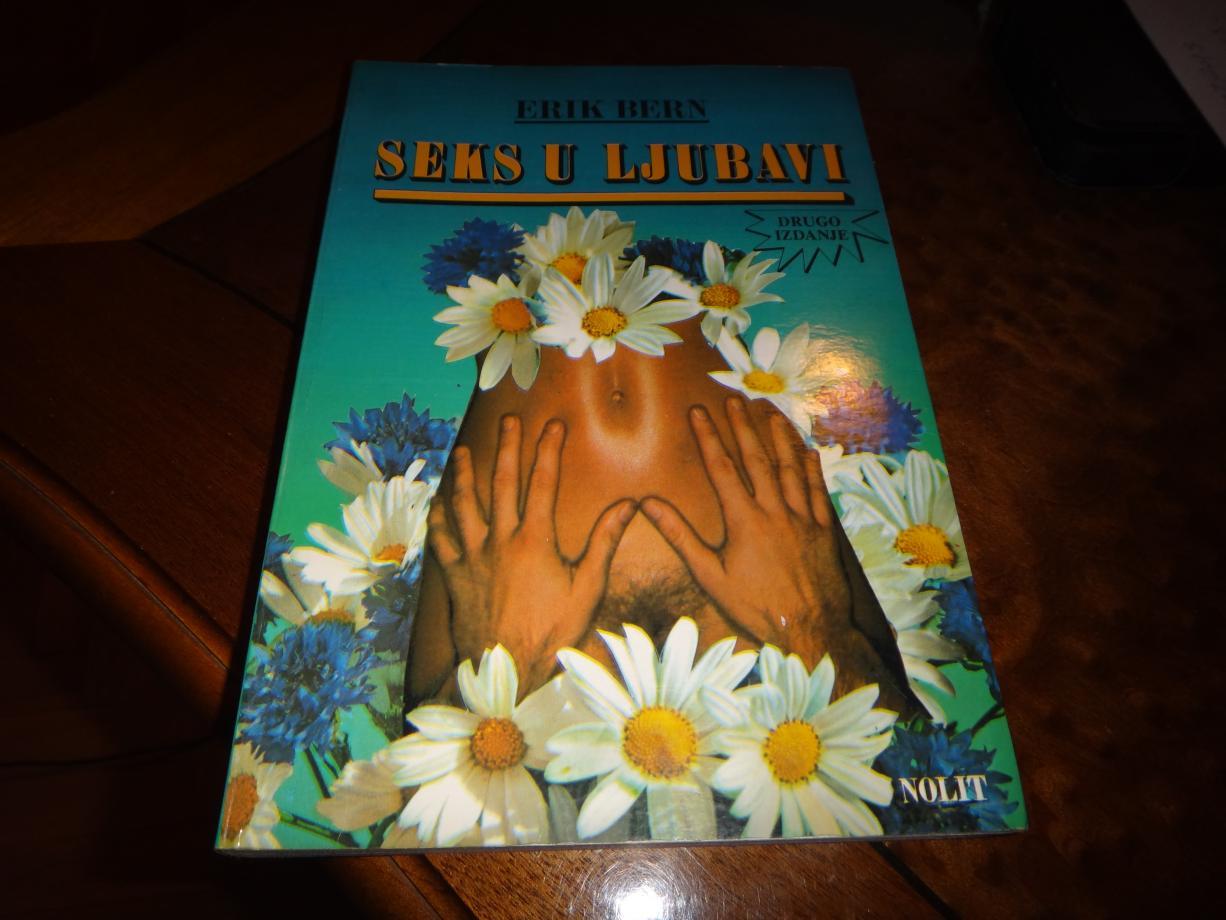 ERIK BERN
SEKS U LJUBAVI
DRUGO
IZDANJE
NOLIT